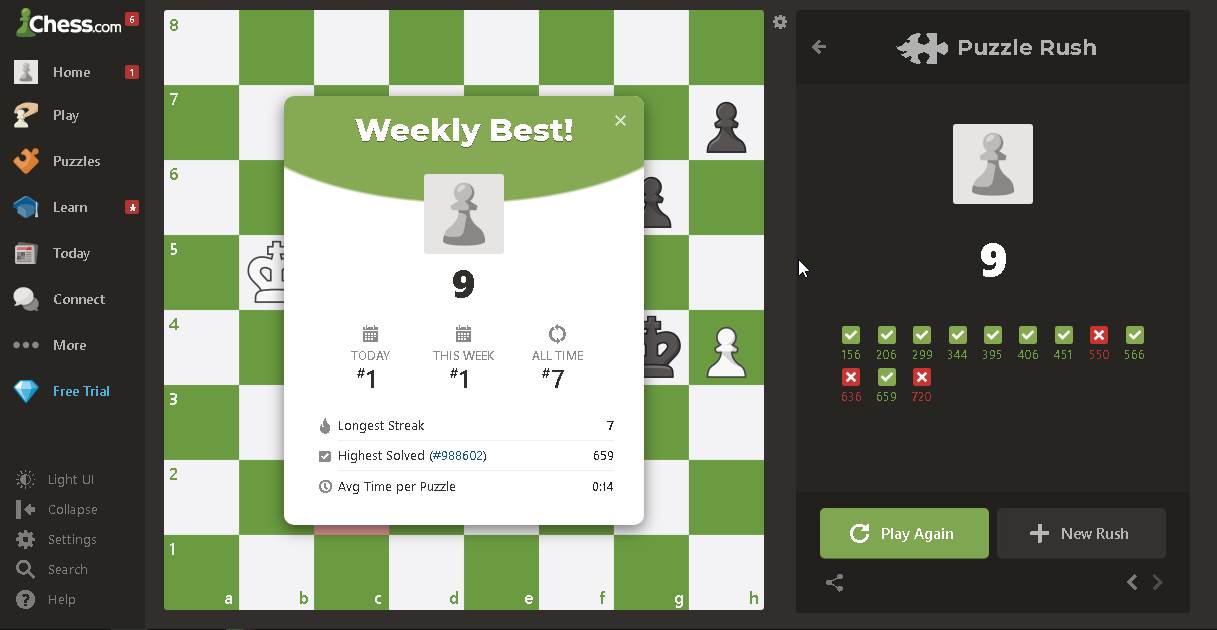 Chess.com
6
Home
1
Play
Puzzles
Learn
Today
Connect
More
Free Trial
Light UI
Collapse
Settings
Search
Help
8
7
6
5
4
3
2
1
a b c d e f g h
Weekly Best!
9
TODAY THIS WEEK ALL TIME
#1 #1 #7
Longest Streak 7
Highest Solved (#988602) 659
Avg Time per Puzzle 0:14
Puzzle Rush
9
156 206 299 344 395 406 451 550 566
636 659 720
Play Again
New Rush